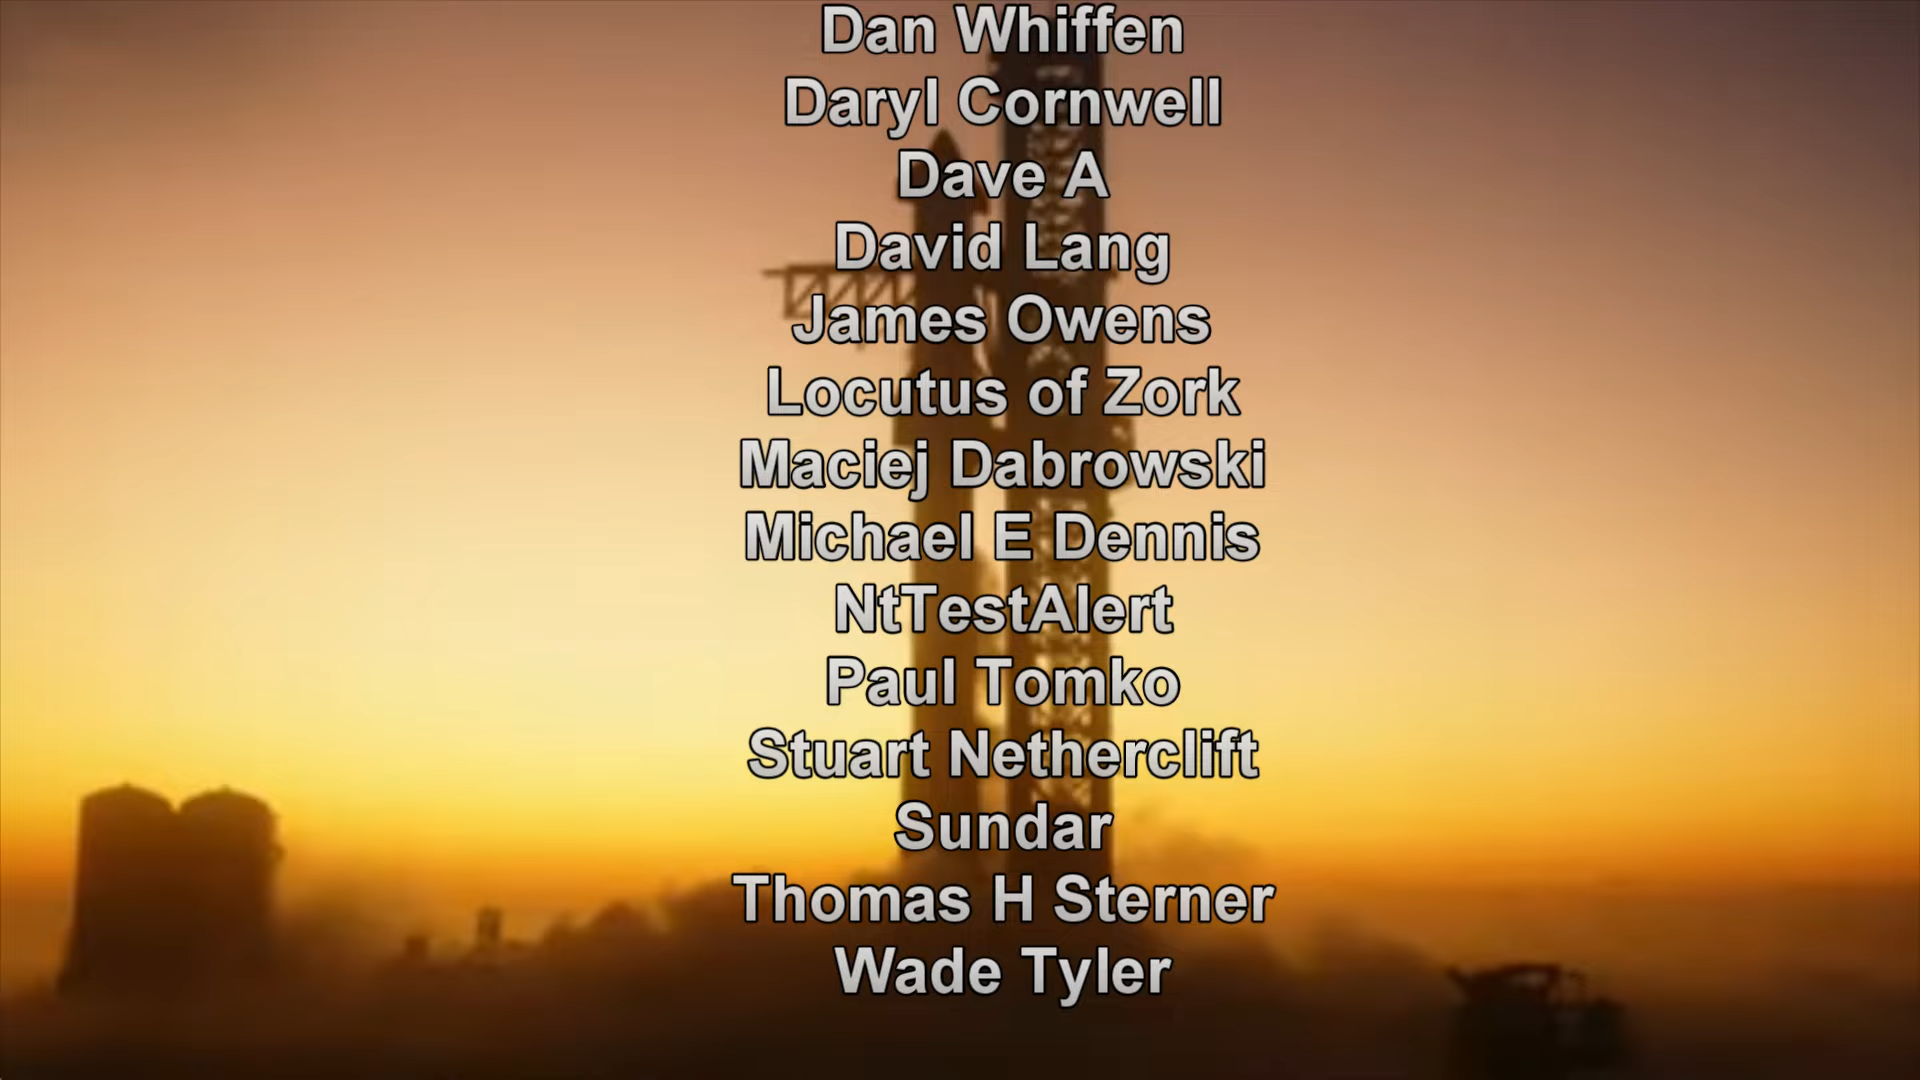 Dan Whiffen
Daryl Cornwell
Dave A
David Lang
James Owens
Locutus of Zork
Maciej Dabrowski
Michael E Dennis
NtTestAlert
Paul Tomko
Stuart Netherclift
Sundar
Thomas H Sterner
Wade Tyler